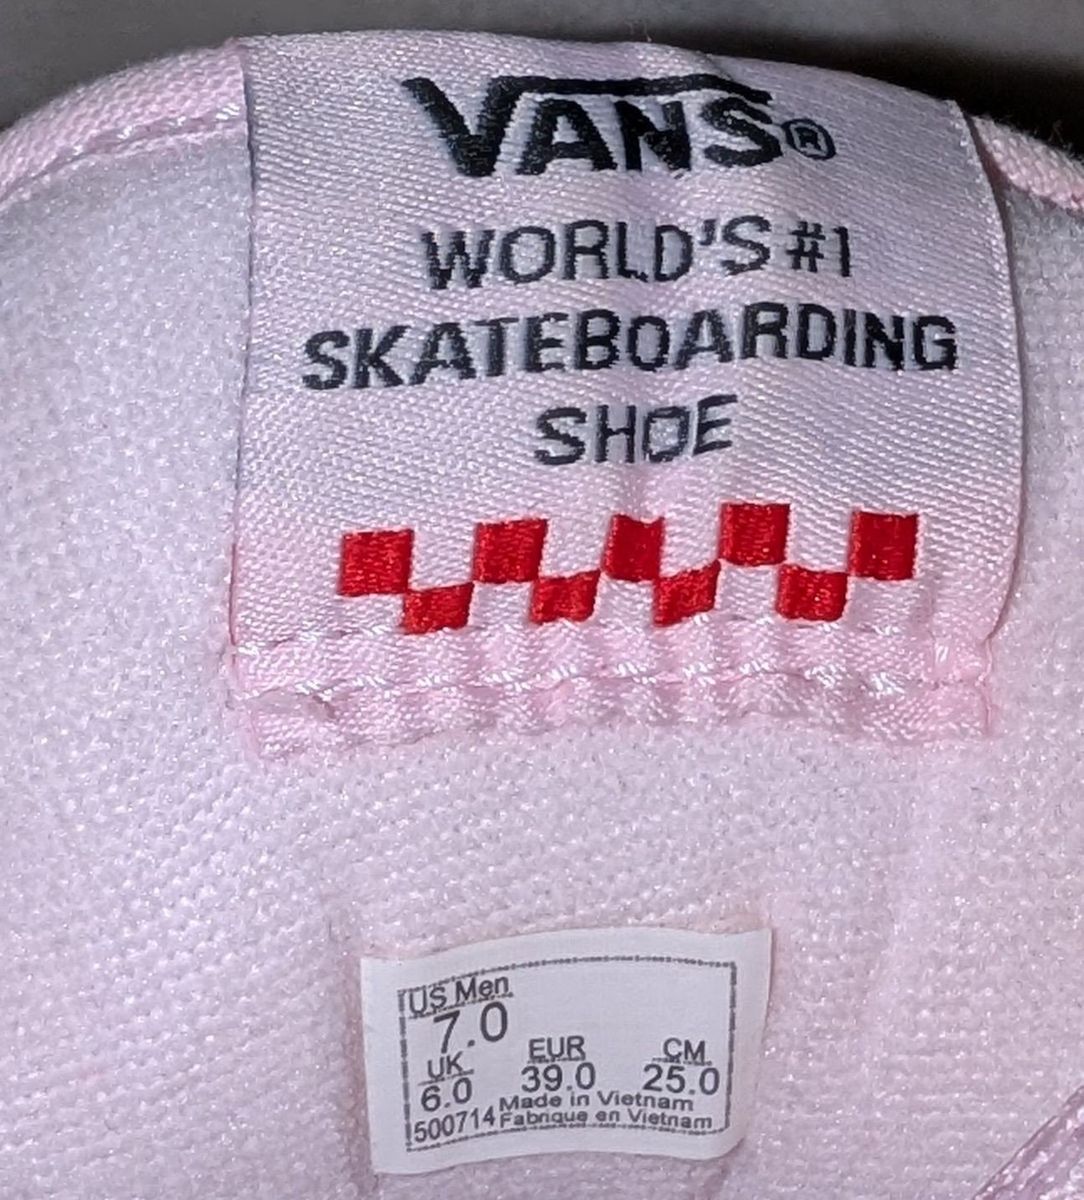 VANS®
WORLD'S #1
SKATEBOARDING
SHOE
US Men
7.0
UK EUR CM
6.0 39.0 25.0
Made in Vietnam
500714 Fabrique en Vietnam